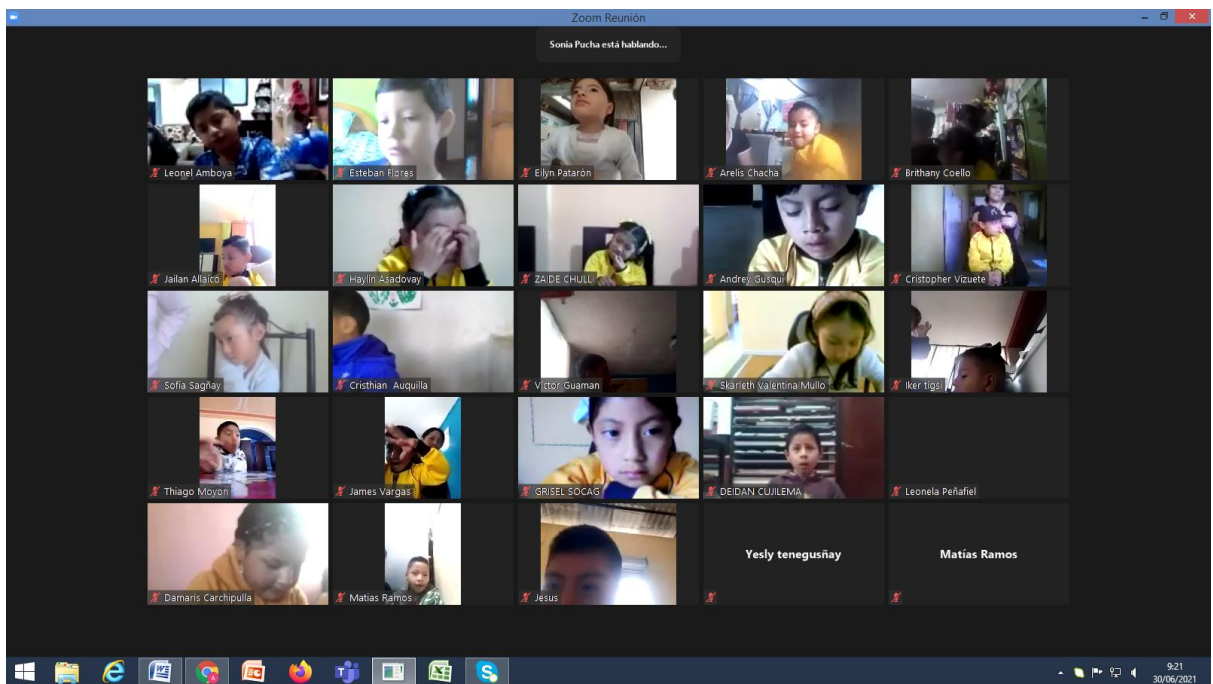 Zoom Reunión
Sonia Pucha está hablando...
Leonel Amboya
Esteban Flores
Eilyn Patarón
Arelis Chacha
Brithany Coello
Jailan Allaico
Haylin Asadovay
ZAIDE CHULLI
Andrey Gusqui
Cristopher Vizuete
Sofia Sagñay
Cristhian Auquilla
Victor Guaman
Skarleth Valentina Mullo
Iker tigsi
Thiago Moyon
James Vargas
GRISEL SOCAG
DEIDAN CUJILEMA
Leonela Peñafiel
Damaris Carchipulla
Matias Ramos
Jesus
Yesly tenegusñay
Matías Ramos
9:21
30/06/2021